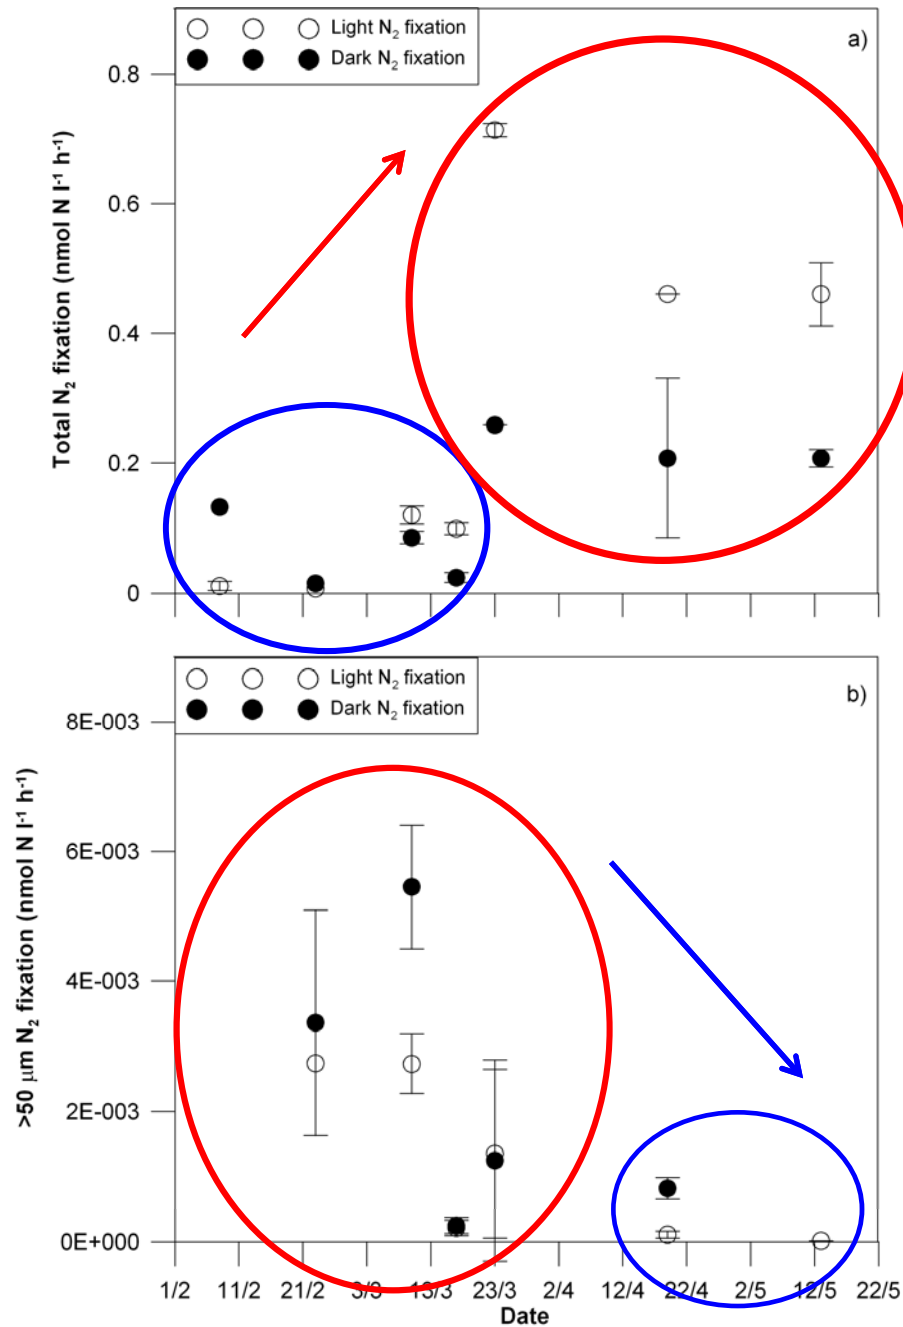 Light N₂ fixation
Dark N₂ fixation
a)
0.8
0.6
0.4
0.2
0
Total N₂ fixation (nmol N l⁻¹ h⁻¹)
Light N₂ fixation
Dark N₂ fixation
b)
8E-003
6E-003
4E-003
2E-003
0E+000
>50 µm N₂ fixation (nmol N l⁻¹ h⁻¹)
1/2 11/2 21/2 3/3 13/3 23/3 2/4 12/4 22/4 2/5 12/5 22/5
Date